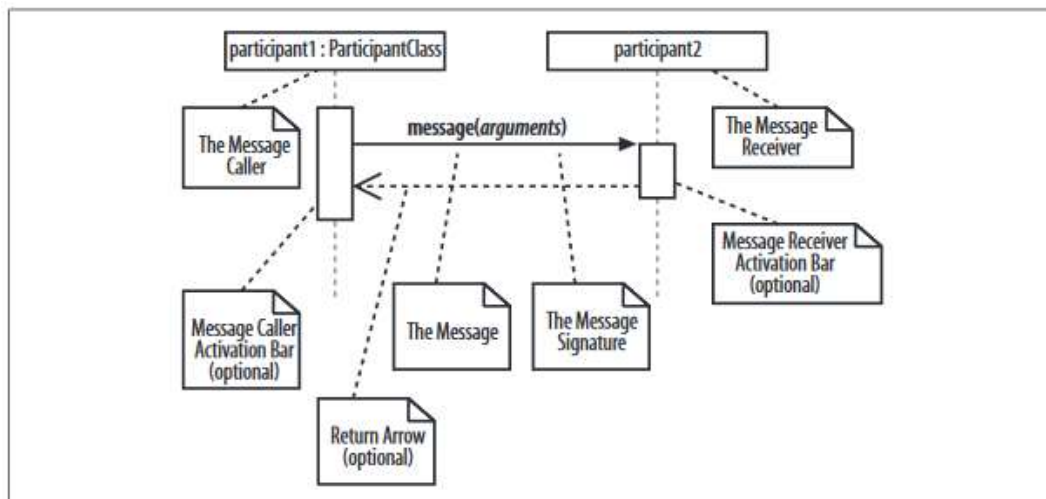 participant1 : ParticipantClass
participant2
The Message
Caller
message(arguments)
The Message
Receiver
Message Receiver
Activation Bar
(optional)
Message Caller
Activation Bar
(optional)
The Message
The Message
Signature
Return Arrow
(optional)